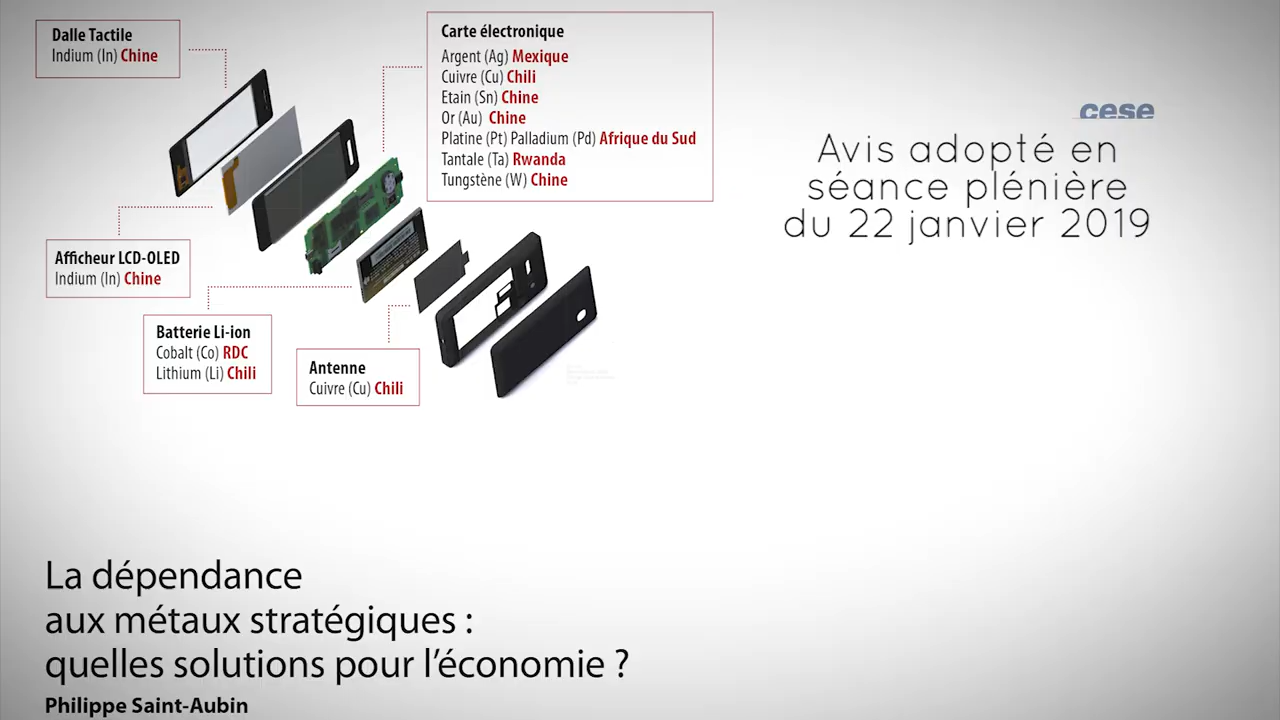 Dalle Tactile
Indium (In) Chine
Carte électronique
Argent (Ag) Mexique
Cuivre (Cu) Chili
Etain (Sn) Chine
Or (Au) Chine
Platine (Pt) Palladium (Pd) Afrique du Sud
Tantale (Ta) Rwanda
Tungstène (W) Chine
cese
Avis adopté en
séance plénière
du 22 janvier 2019
Afficheur LCD-OLED
Indium (In) Chine
Batterie Li-ion
Cobalt (Co) RDC
Lithium (Li) Chili
Antenne
Cuivre (Cu) Chili
La dépendance
aux métaux stratégiques :
quelles solutions pour l’économie ?
Philippe Saint-Aubin